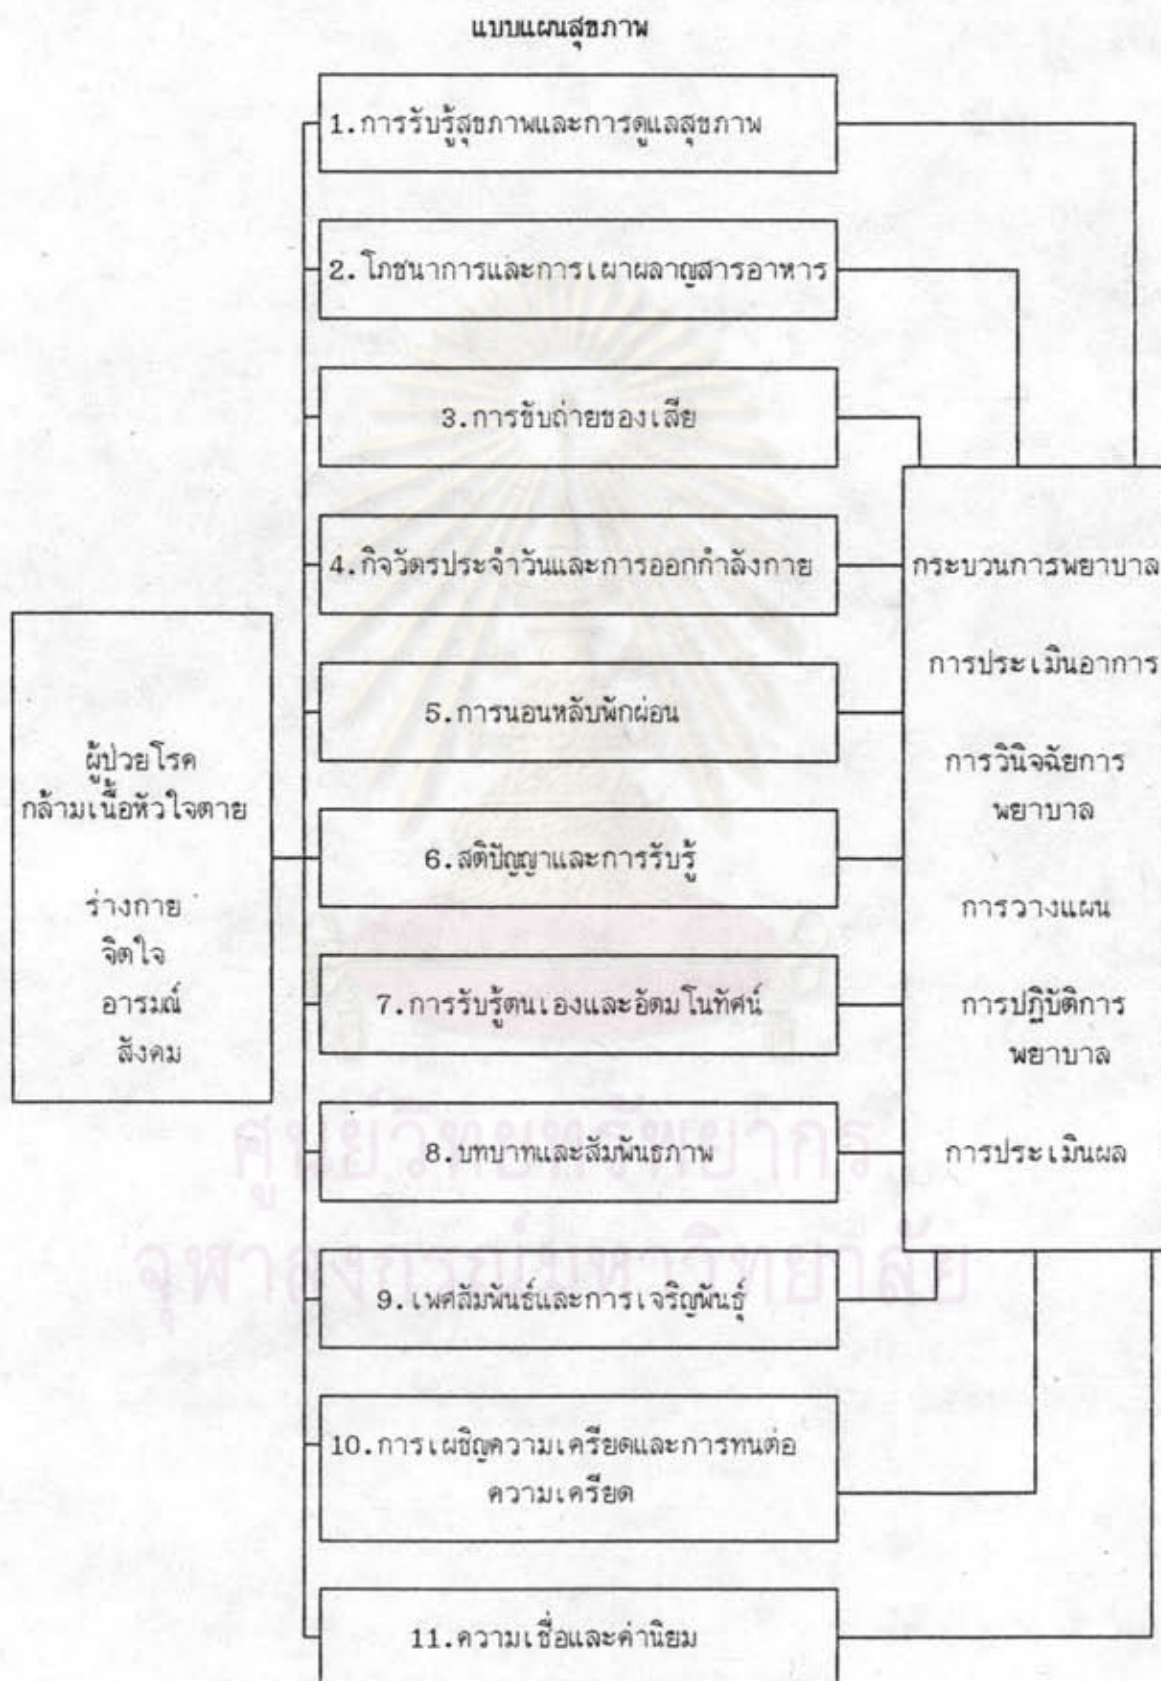 แบบแผนสุขภาพ
1.การรับรู้สุขภาพและการดูแลสุขภาพ
2.โภชนาการและการเผาผลาญสารอาหาร
3.การขับถ่ายของเสีย
4.กิจวัตรประจำวันและการออกกำลังกาย
5.การนอนหลับพักผ่อน
6.สติปัญญาและการรับรู้
7.การรับรู้ตนเองและอัตมโนทัศน์
8.บทบาทและสัมพันธภาพ
9.เพศสัมพันธ์และการเจริญพันธุ์
10.การเผชิญความเครียดและการทนต่อ
ความเครียด
11.ความเชื่อและค่านิยม
ผู้ป่วยโรค
กล้ามเนื้อหัวใจตาย
ร่างกาย
จิตใจ
อารมณ์
สังคม
กระบวนการพยาบาล
การประเมินอาการ
การวินิจฉัยการ
พยาบาล
การวางแผน
การปฏิบัติการ
พยาบาล
การประเมินผล
ศูนย์วิทยทรัพยากร
จุฬาลงกรณ์มหาวิทยาลัย